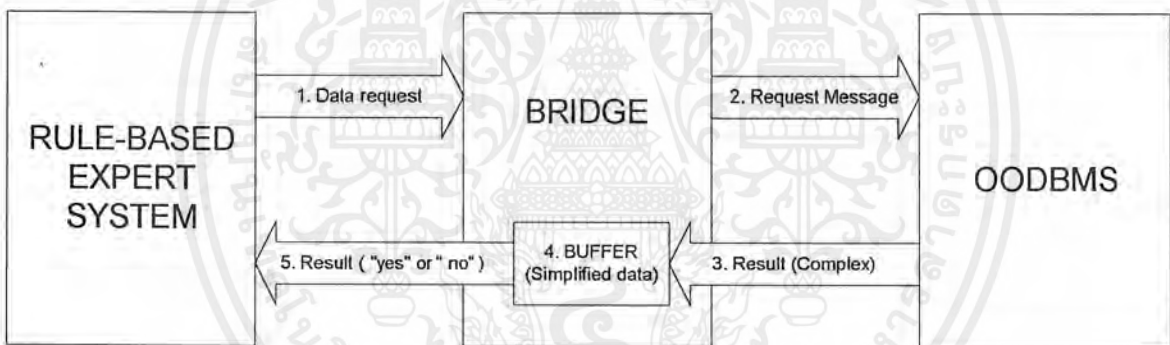 RULE-BASED
EXPERT
SYSTEM
1. Data request
BRIDGE
2. Request Message
OODBMS
3. Result (Complex)
4. BUFFER
(Simplified data)
5. Result ( "yes" or " no" )